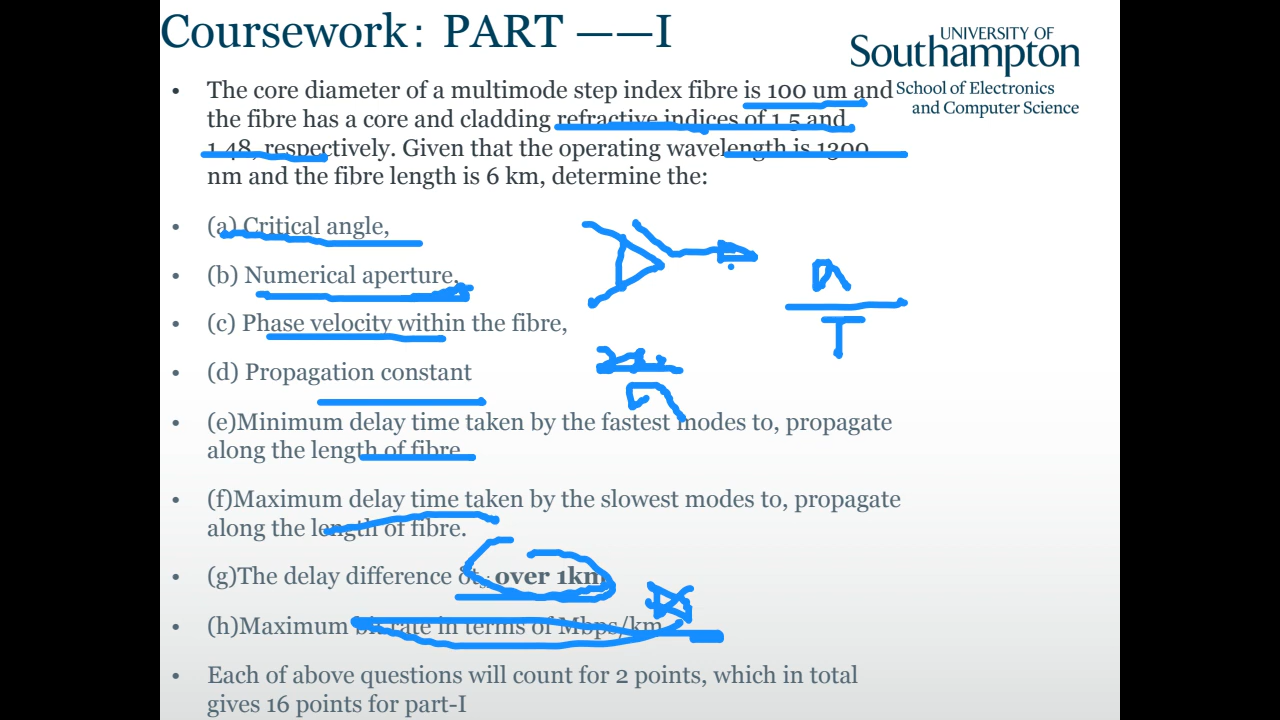 Coursework: PART ——I
UNIVERSITY OF
Southampton
School of Electronics
and Computer Science
• The core diameter of a multimode step index fibre is 100 um and
the fibre has a core and cladding refractive indices of 1.5 and
1.48, respectively. Given that the operating wavelength is 1300
nm and the fibre length is 6 km, determine the:
• (a) Critical angle,
• (b) Numerical aperture,
• (c) Phase velocity within the fibre,
• (d) Propagation constant
• (e)Minimum delay time taken by the fastest modes to, propagate
along the length of fibre.
• (f)Maximum delay time taken by the slowest modes to, propagate
along the length of fibre.
• (g)The delay difference over 1km
• (h)Maximum bit rate in terms of Mbps/km
• Each of above questions will count for 2 points, which in total
gives 16 points for part-I